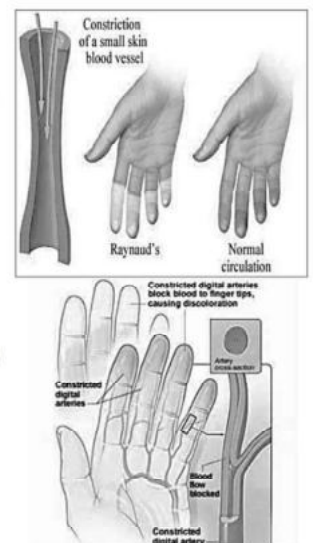 Constriction
of a small skin
blood vessel
Raynaud's
Normal
circulation
Constricted digital arteries
block blood to finger tips,
causing discoloration
Artery
cross-section
Constricted
digital
arteries
Blood
flow
blocked
Constricted
digital artery